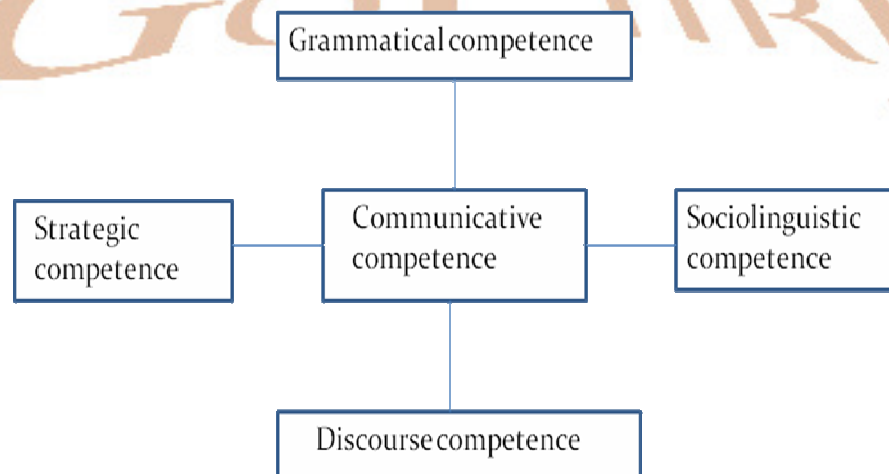 Grammatical competence
Strategic
competence
Communicative
competence
Sociolinguistic
competence
Discourse competence